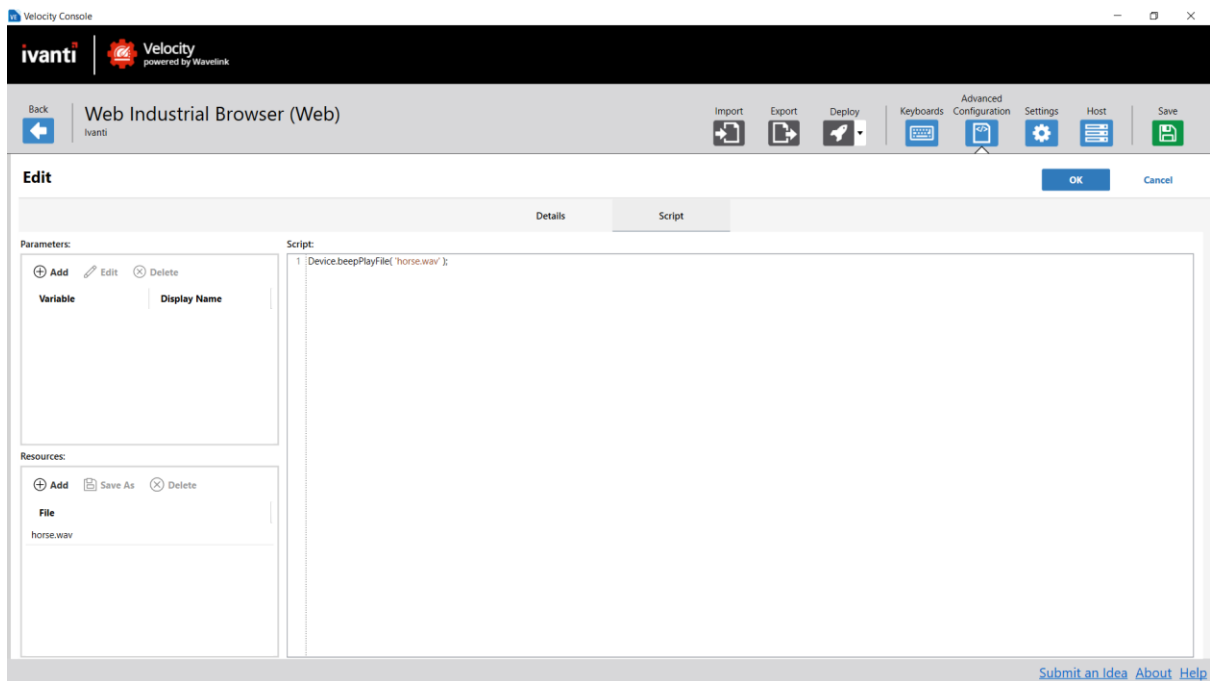 VE Velocity Console
ivanti Velocity
powered by Wavelink
Back
Web Industrial Browser (Web)
Ivanti
Import Export Deploy Keyboards Advanced Configuration Settings Host Save
Edit
OK Cancel
Details Script
Parameters:
Add Edit Delete
Variable Display Name
Script:
1 Device.beepPlayFile( 'horse.wav' );
Resources:
Add Save As Delete
File
horse.wav
Submit an Idea About Help